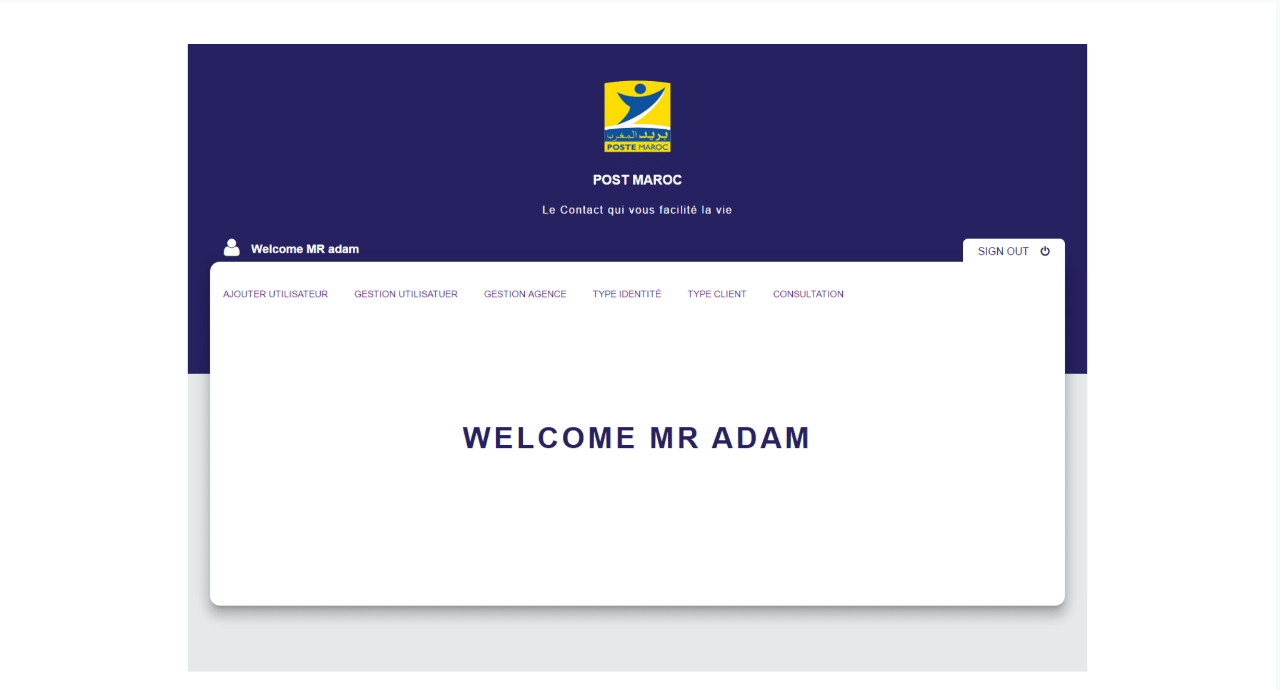 بريد المغرب
POSTE MAROC
POST MAROC
Le Contact qui vous facilité la vie
Welcome MR adam
SIGN OUT
AJOUTER UTILISATEUR GESTION UTILISATUER GESTION AGENCE TYPE IDENTITÉ TYPE CLIENT CONSULTATION
WELCOME MR ADAM